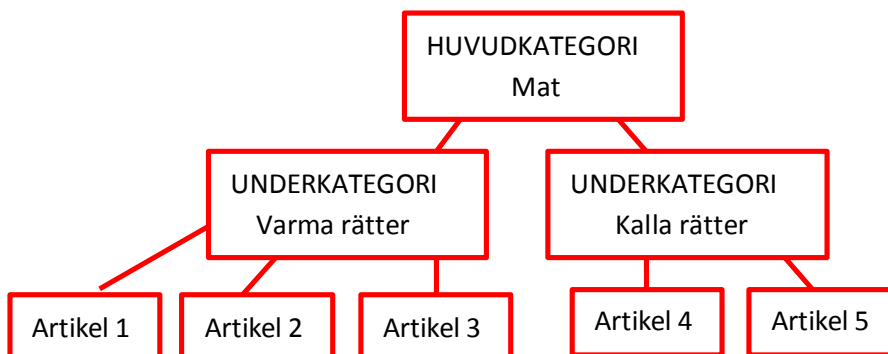 HUVUDKATEGORI
Mat
UNDERKATEGORI
Varma rätter
UNDERKATEGORI
Kalla rätter
Artikel 1
Artikel 2
Artikel 3
Artikel 4
Artikel 5